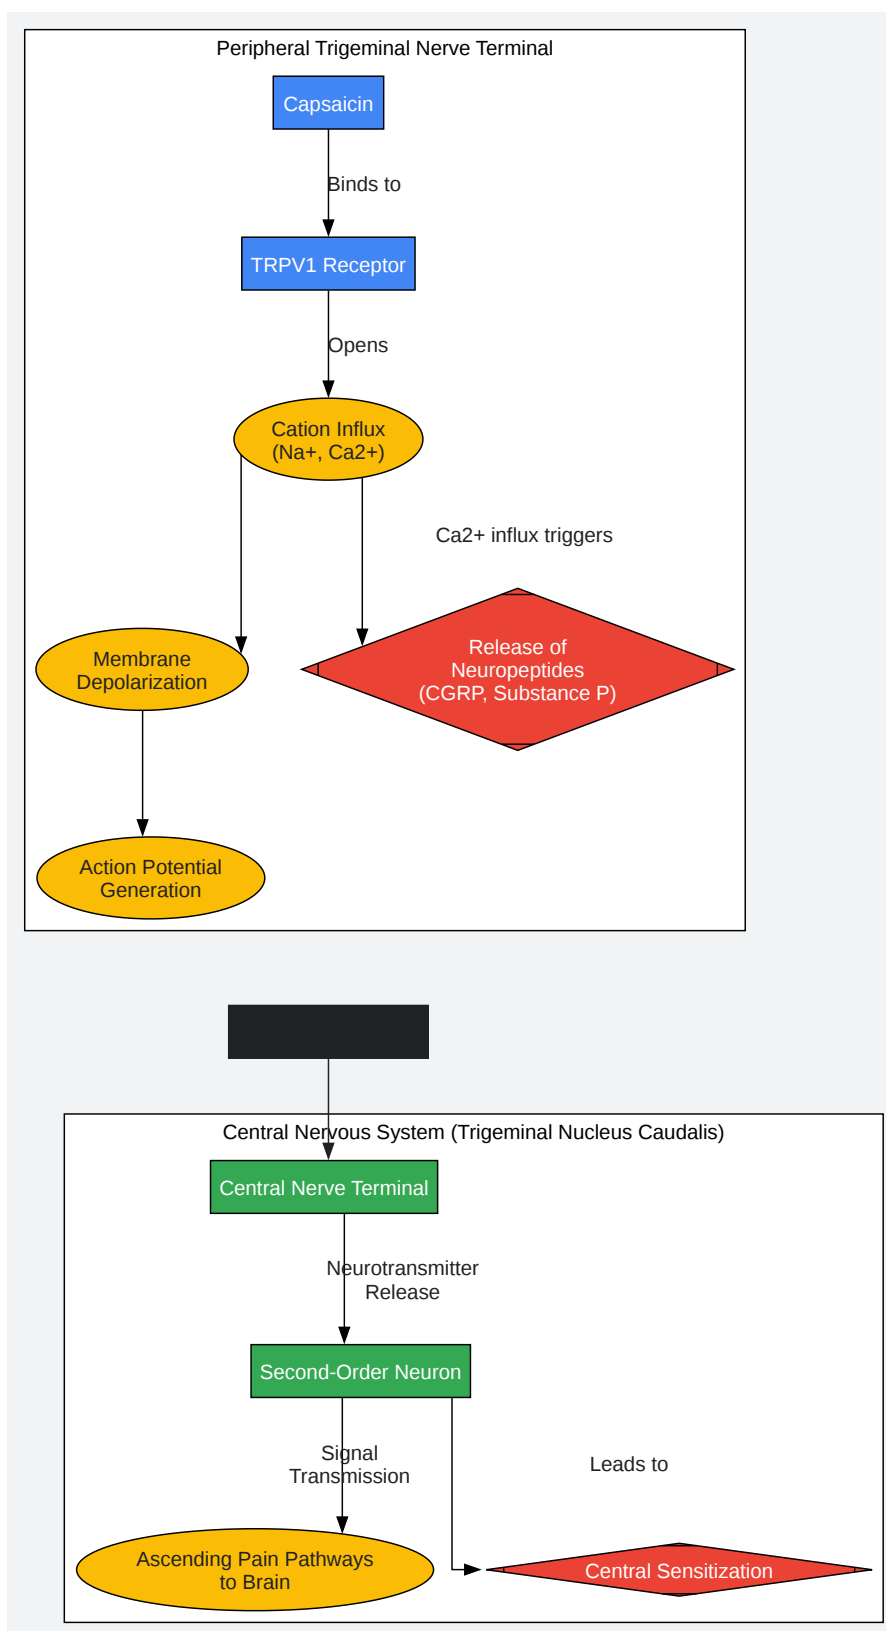 Peripheral Trigeminal Nerve Terminal
Capsaicin
Binds to
TRPV1 Receptor
Opens
Cation Influx
(Na+, Ca2+)
Ca2+ influx triggers
Release of
Neuropeptides
(CGRP, Substance P)
Membrane
Depolarization
Action Potential
Generation
Central Nervous System (Trigeminal Nucleus Caudalis)
Central Nerve Terminal
Neurotransmitter
Release
Second-Order Neuron
Signal
Transmission
Leads to
Ascending Pain Pathways
to Brain
Central Sensitization